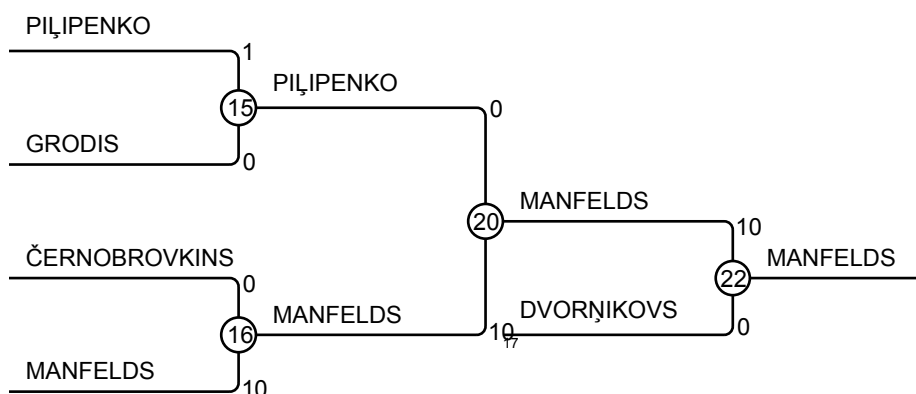 PIĻIPENKO
1
15
PIĻIPENKO
0
GRODIS
0
20
MANFELDS
10
ČERNOBROVKINS
0
22
MANFELDS
16
MANFELDS
10
17
DVORŅIKOVS
0
MANFELDS
10